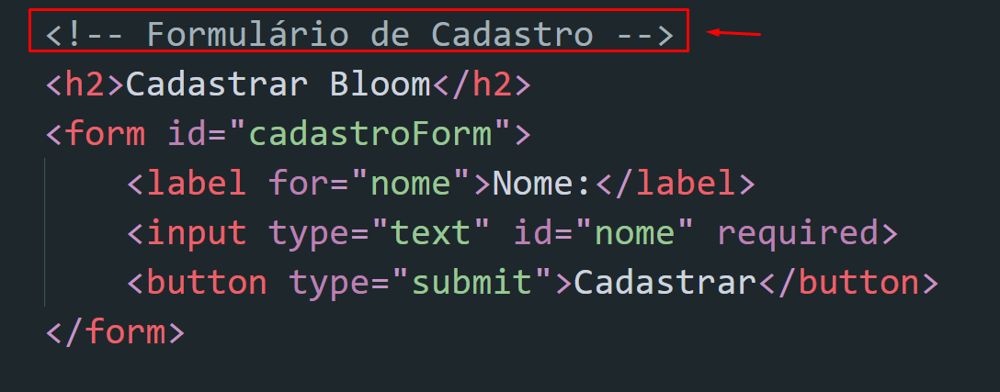 <!-- Formulário de Cadastro -->
<h2>Cadastrar Bloom</h2>
<form id="cadastroForm">
<label for="nome">Nome:</label>
<input type="text" id="nome" required>
<button type="submit">Cadastrar</button>
</form>